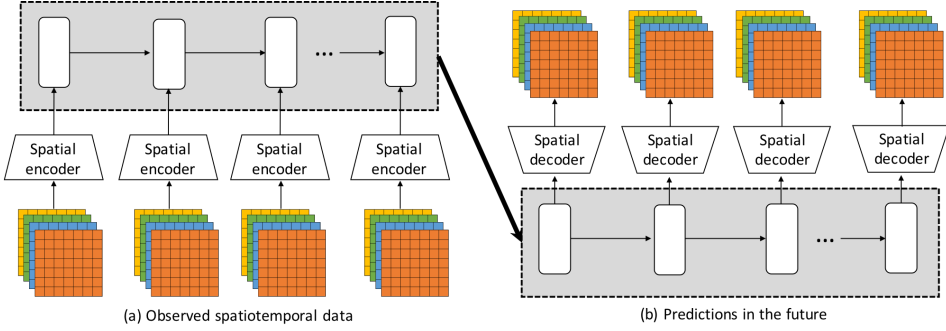 ...
Spatial
encoder
Spatial
encoder
Spatial
encoder
Spatial
encoder
(a) Observed spatiotemporal data
Spatial
decoder
Spatial
decoder
Spatial
decoder
Spatial
decoder
...
(b) Predictions in the future